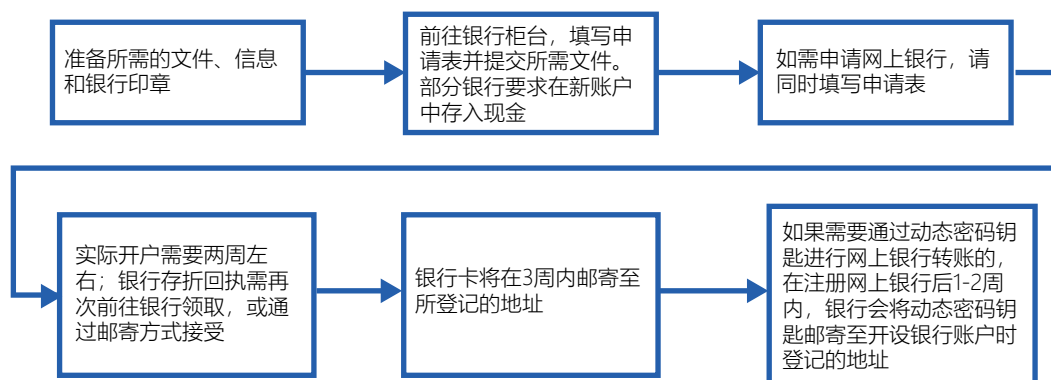 准备所需的文件、信息
和银行印章
前往银行柜台，填写申
请表并提交所需文件。
部分银行要求在新账户
中存入现金
如需申请网上银行，请
同时填写申请表
实际开户需要两周左
右；银行存折回执需再
次前往银行领取，或通
过邮寄方式接受
银行卡将在3周内邮寄至
所登记的地址
如果需要通过动态密码钥
匙进行网上银行转账的，
在注册网上银行后1-2周
内，银行会将动态密码钥
匙邮寄至开设银行账户时
登记的地址